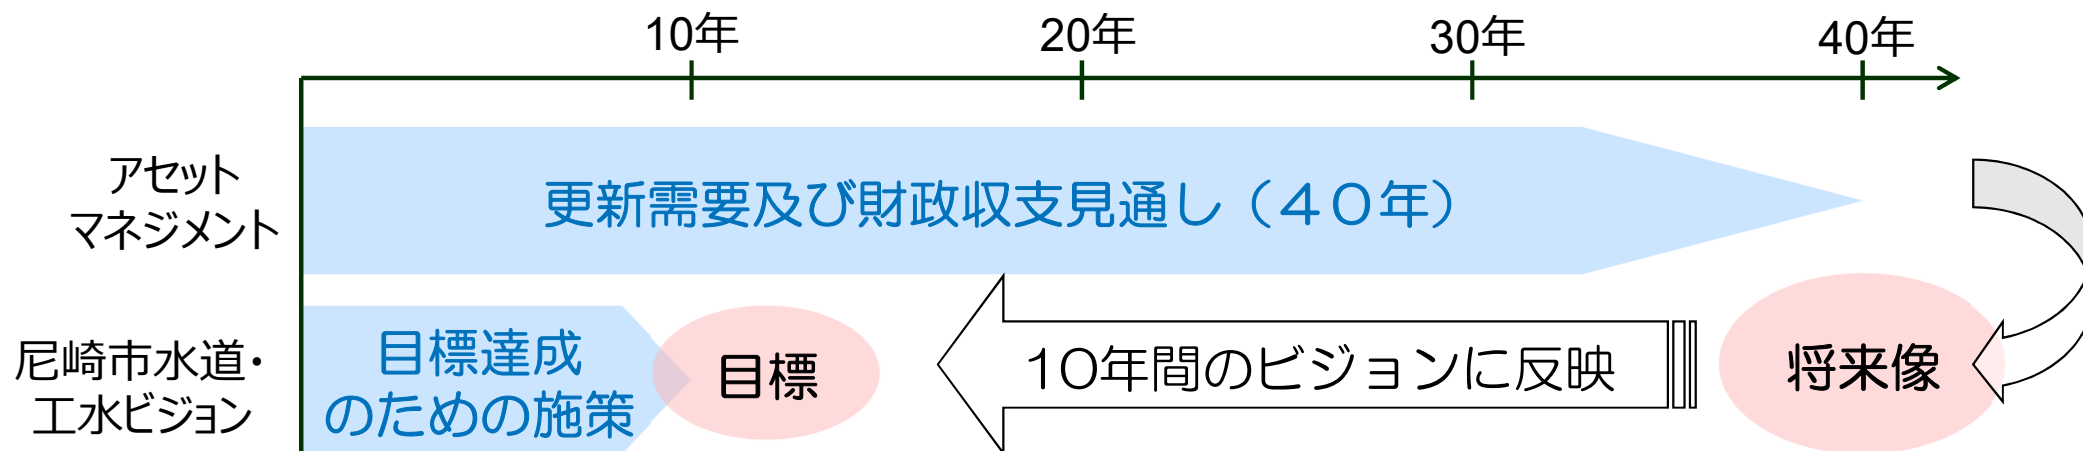 10年
20年
30年
40年
アセット
マネジメント
更新需要及び財政収支見通し（４０年）
尼崎市水道・
工水ビジョン
目標達成
のための施策
目標
10年間のビジョンに反映
将来像